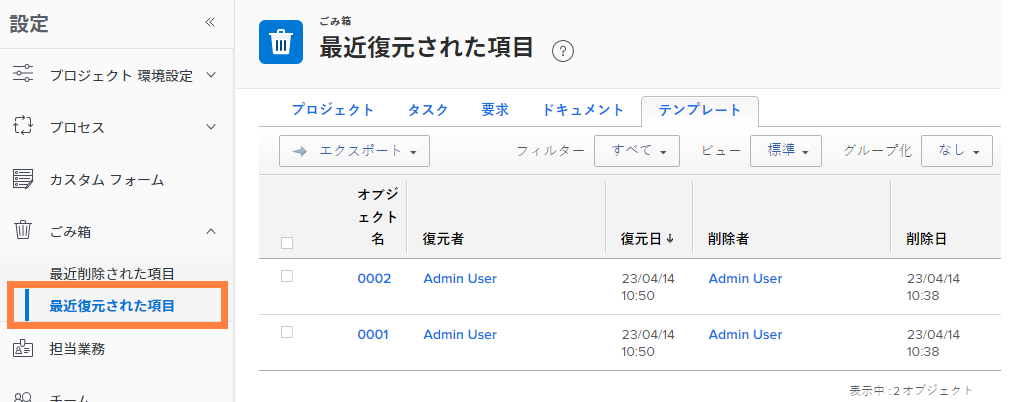 設定
プロジェクト 環境設定
プロセス
カスタム フォーム
ごみ箱
最近削除された項目
最近復元された項目
担当業務
チーム
ごみ箱
最近復元された項目
プロジェクト タスク 要求 ドキュメント テンプレート
エクスポート フィルター すべて ビュー 標準 グループ化 なし
オブジェクト名 復元者 復元日 削除者 削除日
0002 Admin User 23/04/14 10:50 Admin User 23/04/14 10:38
0001 Admin User 23/04/14 10:50 Admin User 23/04/14 10:38
表示中 : 2 オブジェクト